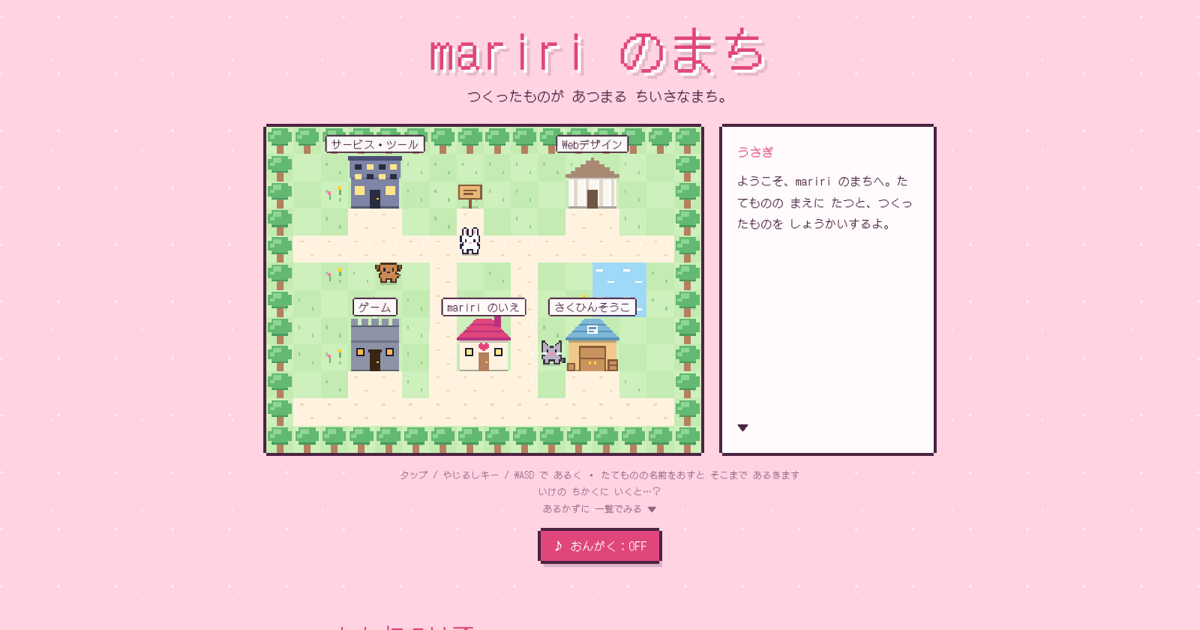 mariri のまち
つくったものが あつまる ちいさなまち。
サービス・ツール
Webデザイン
ゲーム
mariri のいえ
さくひんそうこ
うさぎ
ようこそ、mariri のまちへ。た
てものの まえに たつと、つくっ
たものを しょうかいするよ。
▼
タップ / やじるしキー / WASD で あるく ・ たてものの名前をおすと そこまで あるきます
いけの ちかくに いくと…？
あるかずに 一覧でみる ▼
♪ おんがく：OFF